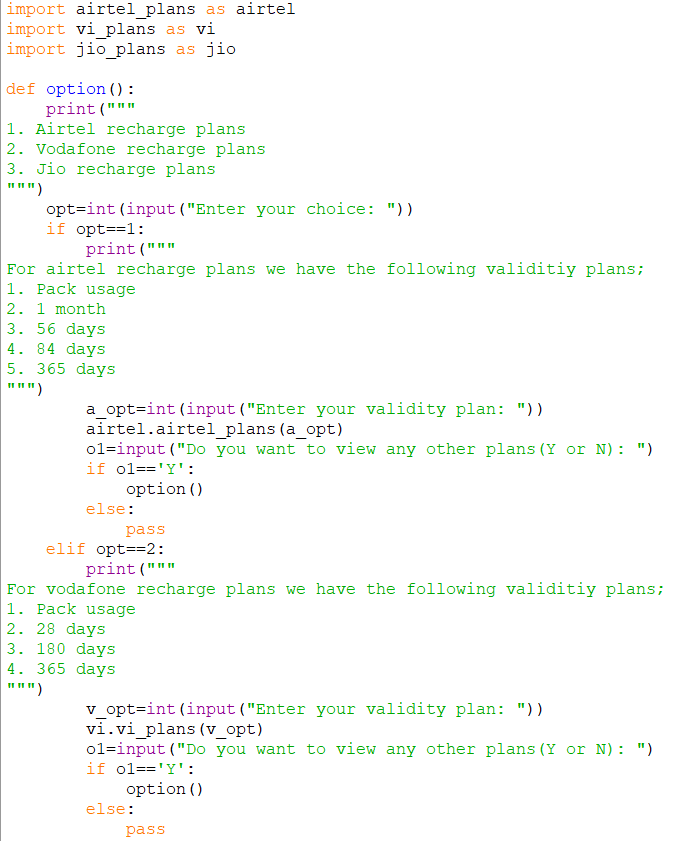 import airtel_plans as airtel
import vi_plans as vi
import jio_plans as jio
def option():
    print("""
1. Airtel recharge plans
2. Vodafone recharge plans
3. Jio recharge plans
""")
    opt=int(input("Enter your choice: "))
    if opt==1:
        print("""
For airtel recharge plans we have the following validitiy plans;
1. Pack usage
2. 1 month
3. 56 days
4. 84 days
5. 365 days
""")
        a_opt=int(input("Enter your validity plan: "))
        airtel.airtel_plans(a_opt)
        o1=input("Do you want to view any other plans(Y or N): ")
        if o1=='Y':
            option()
        else:
            pass
    elif opt==2:
        print("""
For vodafone recharge plans we have the following validitiy plans;
1. Pack usage
2. 28 days
3. 180 days
4. 365 days
""")
        v_opt=int(input("Enter your validity plan: "))
        vi.vi_plans(v_opt)
        o1=input("Do you want to view any other plans(Y or N): ")
        if o1=='Y':
            option()
        else:
            pass